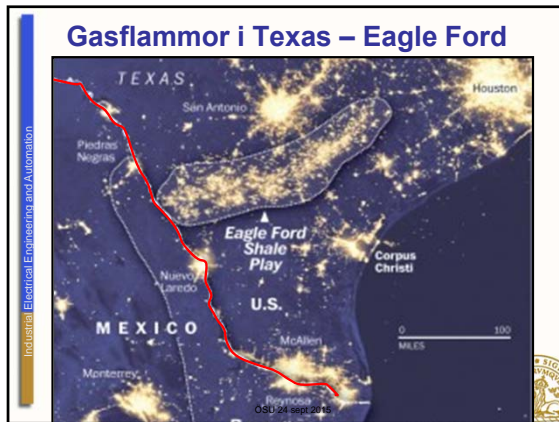 Gasflammor i Texas – Eagle Ford
Industrial Electrical Engineering and Automation
TEXAS
San Antonio
Houston
Piedras
Negras
Eagle Ford
Shale
Play
Corpus
Christi
Nuevo
Laredo
U.S.
MEXICO
McAllen
0 100
MILES
Monterrey
Reynosa
ÖSD 24 sept 2015